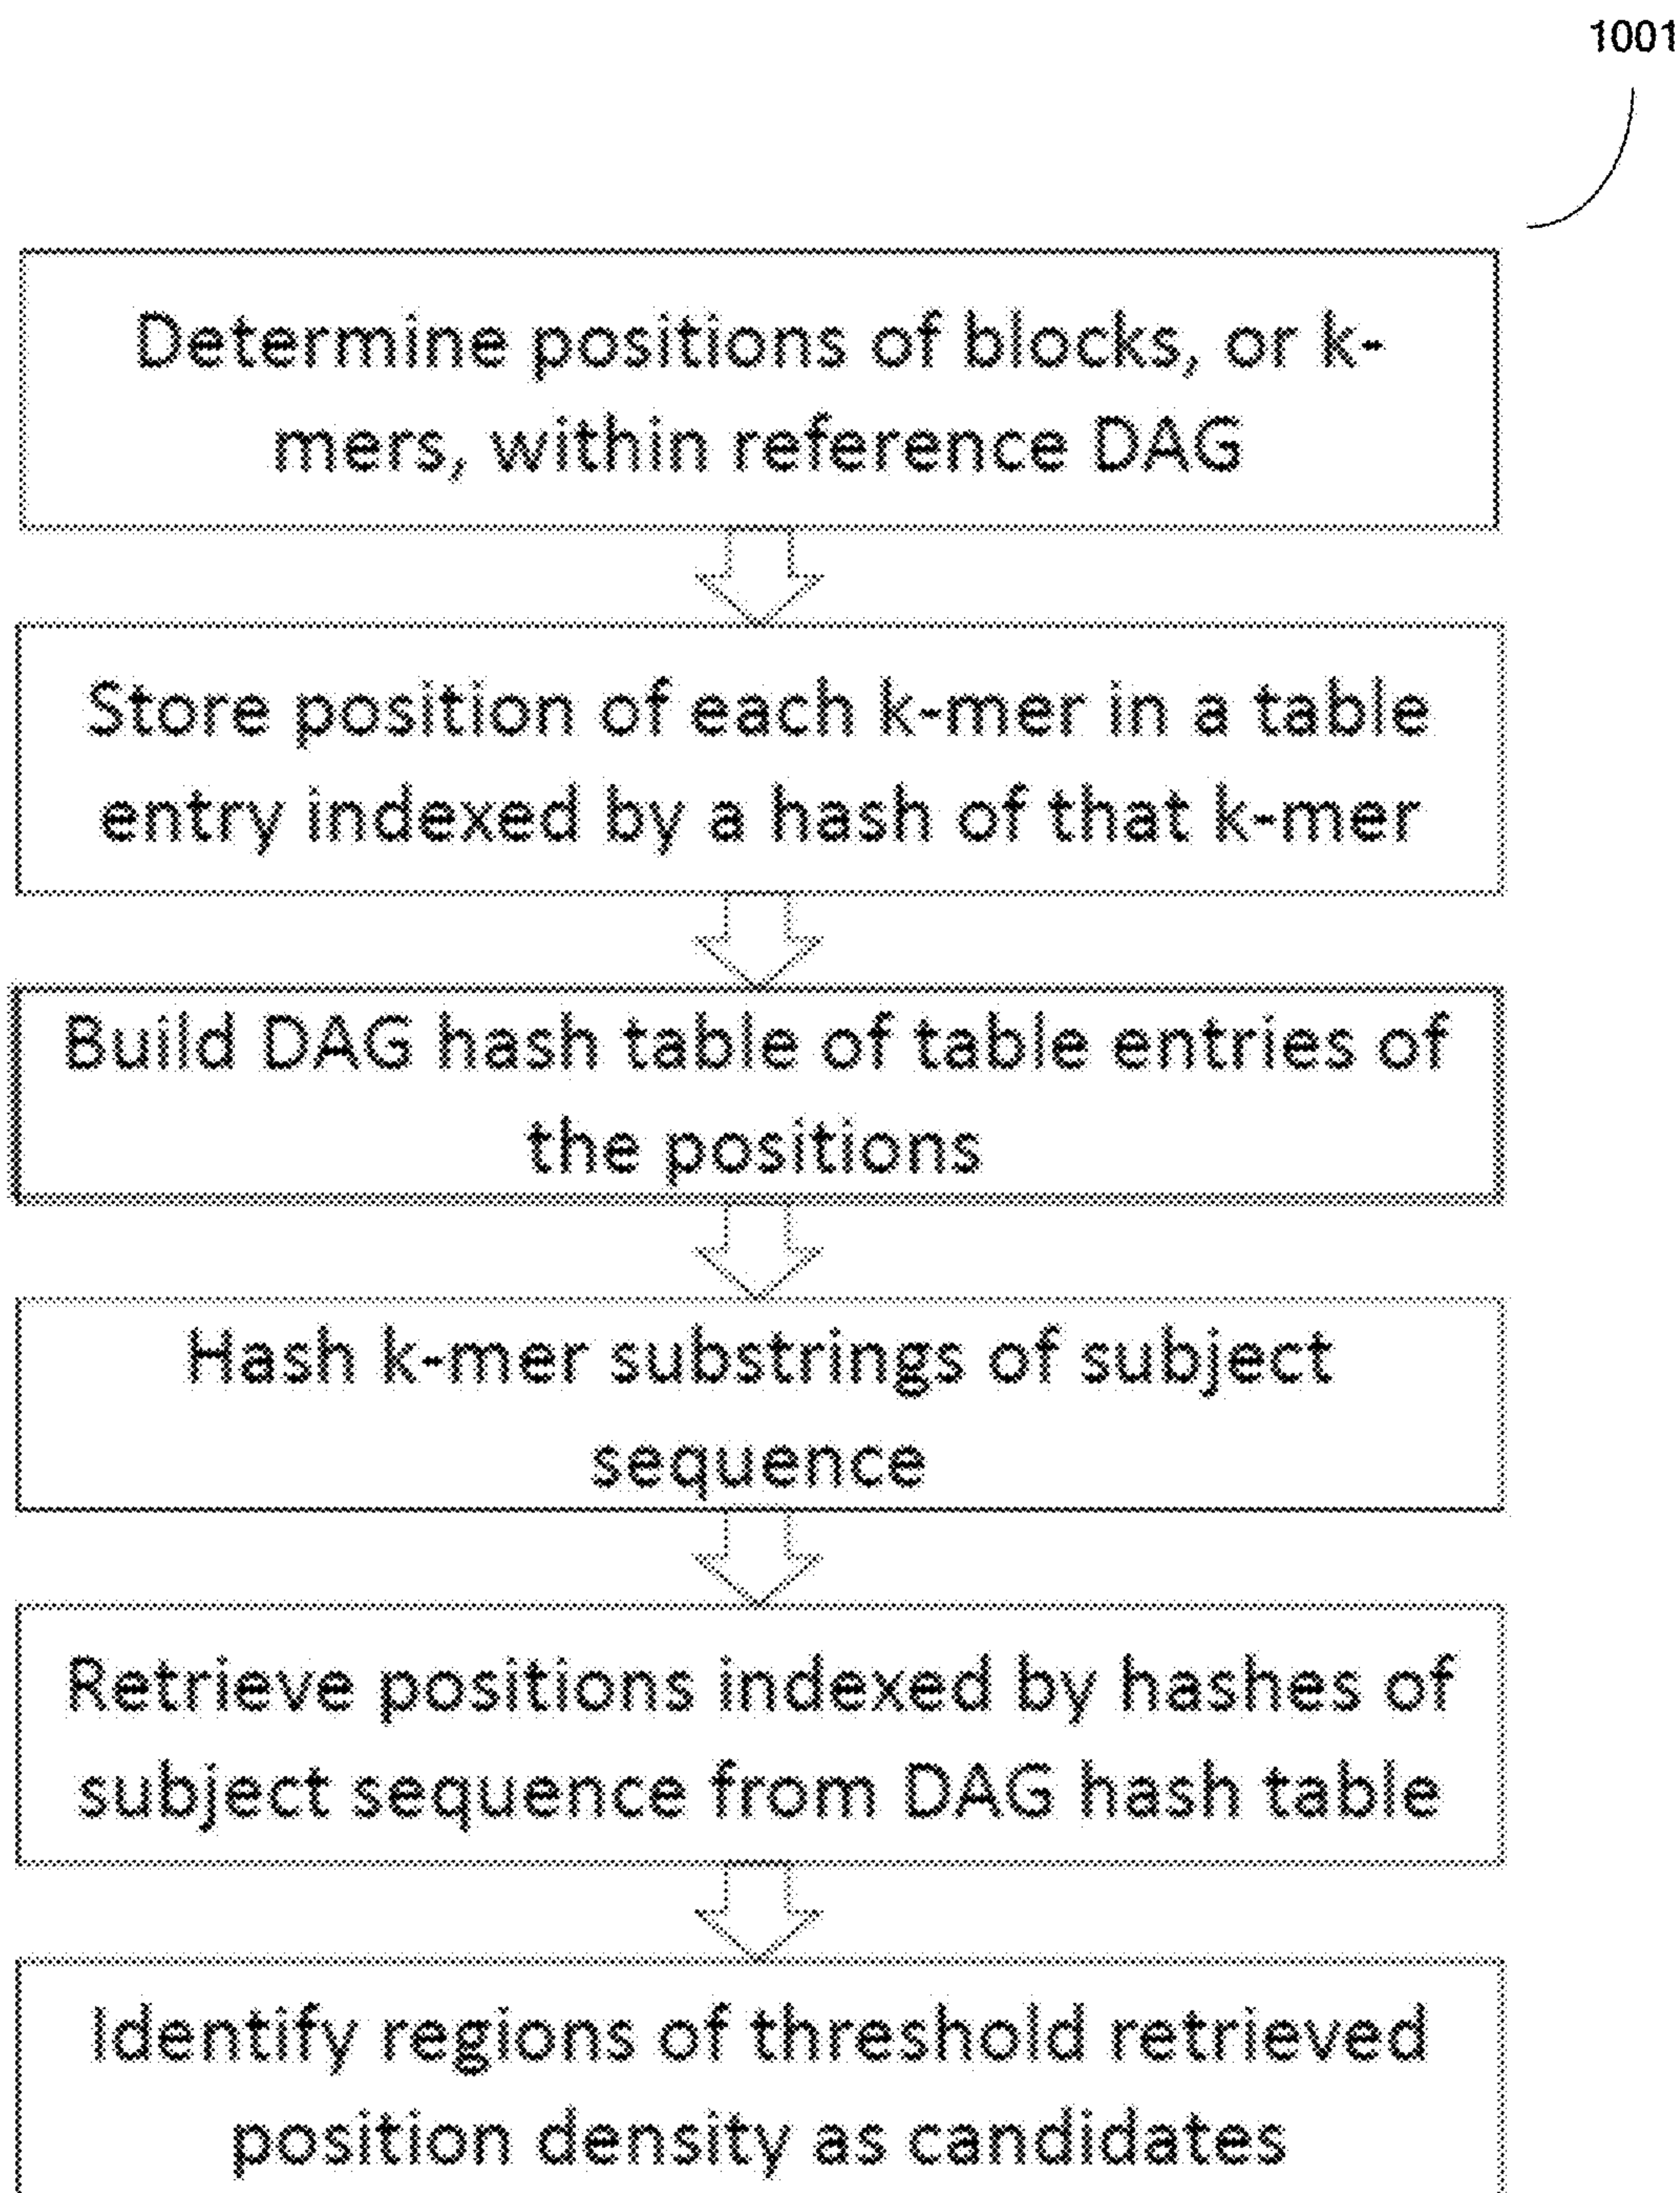 1001
Determine positions of blocks, or k-
mers, within reference DAG
Store position of each k-mer in a table
entry indexed by a hash of that k-mer
Build DAG hash table of table entries of
the positions
Hash k-mer substrings of subject
sequence
Retrieve positions indexed by hashes of
subject sequence from DAG hash table
Identify regions of threshold retrieved
position density as candidates